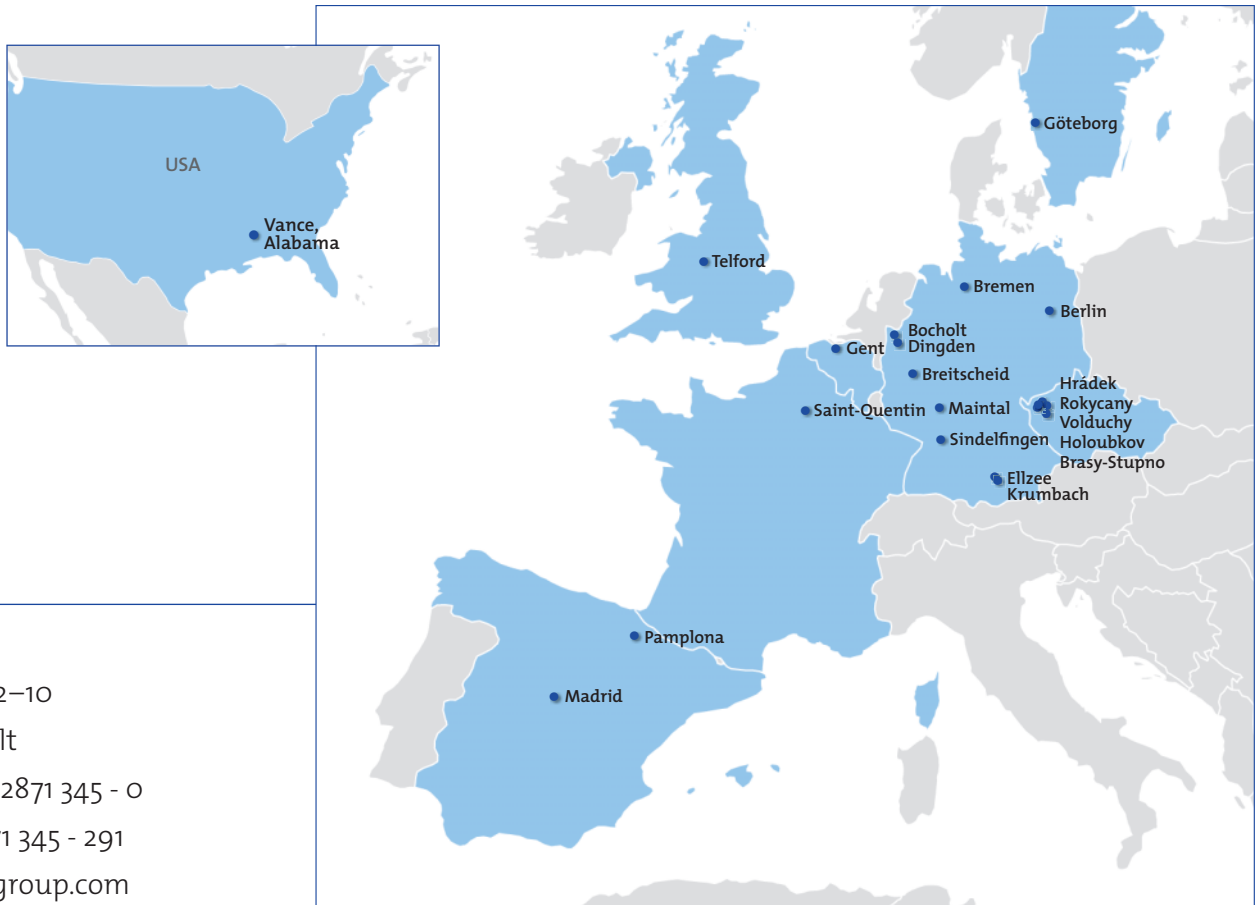 USA
Vance,
Alabama
Göteborg
Telford
Bremen
Berlin
Bocholt
Dingden
Gent
Breitscheid
Saint-Quentin
Maintal
Sindelfingen
Hrádek
Rokycany
Volduchy
Holoubkov
Brasy-Stupno
Ellzee
Krumbach
Pamplona
Madrid
2–10
lt
2871 345 - 0
71 345 - 291
group.com